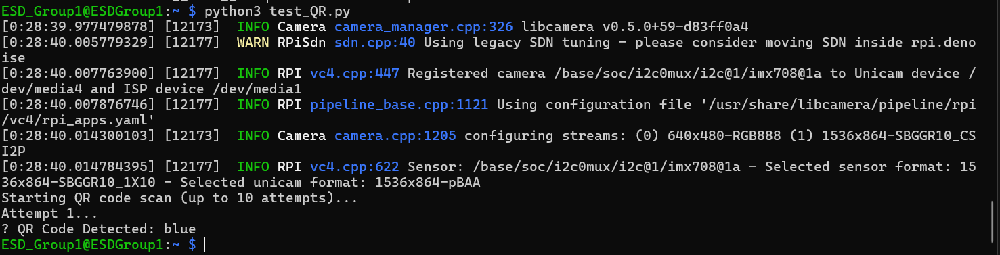 ESD_Group1@ESDGroup1:~ $ python3 test_QR.py
[0:28:39.977479878] [12173]  INFO Camera camera_manager.cpp:326 libcamera v0.5.0+59-d83ff0a4
[0:28:40.005779329] [12177]  WARN RPiSdn sdn.cpp:40 Using legacy SDN tuning - please consider moving SDN inside rpi.deno
ise
[0:28:40.007763900] [12177]  INFO RPI vc4.cpp:447 Registered camera /base/soc/i2c0mux/i2c@1/imx708@1a to Unicam device /
dev/media4 and ISP device /dev/media1
[0:28:40.007876746] [12177]  INFO RPI pipeline_base.cpp:1121 Using configuration file '/usr/share/libcamera/pipeline/rpi
/vc4/rpi_apps.yaml'
[0:28:40.014300103] [12173]  INFO Camera camera.cpp:1205 configuring streams: (0) 640x480-RGB888 (1) 1536x864-SBGGR10_CS
I2P
[0:28:40.014784395] [12177]  INFO RPI vc4.cpp:622 Sensor: /base/soc/i2c0mux/i2c@1/imx708@1a - Selected sensor format: 15
36x864-SBGGR10_1X10 - Selected unicam format: 1536x864-pBAA
Starting QR code scan (up to 10 attempts)...
Attempt 1...
? QR Code Detected: blue
ESD_Group1@ESDGroup1:~ $